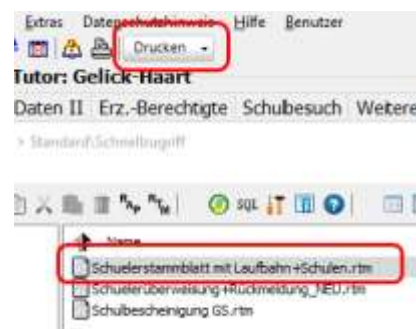 Extras Datenschutzhinweis Hilfe Benutzer
Drucken
Tutor: Gelick-Haart
Daten II Erz.-Berechtigte Schulbesuch Weitere
> Standard\Schnellzugriff
SQL
Name
Schuelerstammblatt mit Laufbahn+Schulen.rtm
Schuelerüberweisung+Rückmeldung_NEU.rtm
Schulbescheinigung GS.rtm